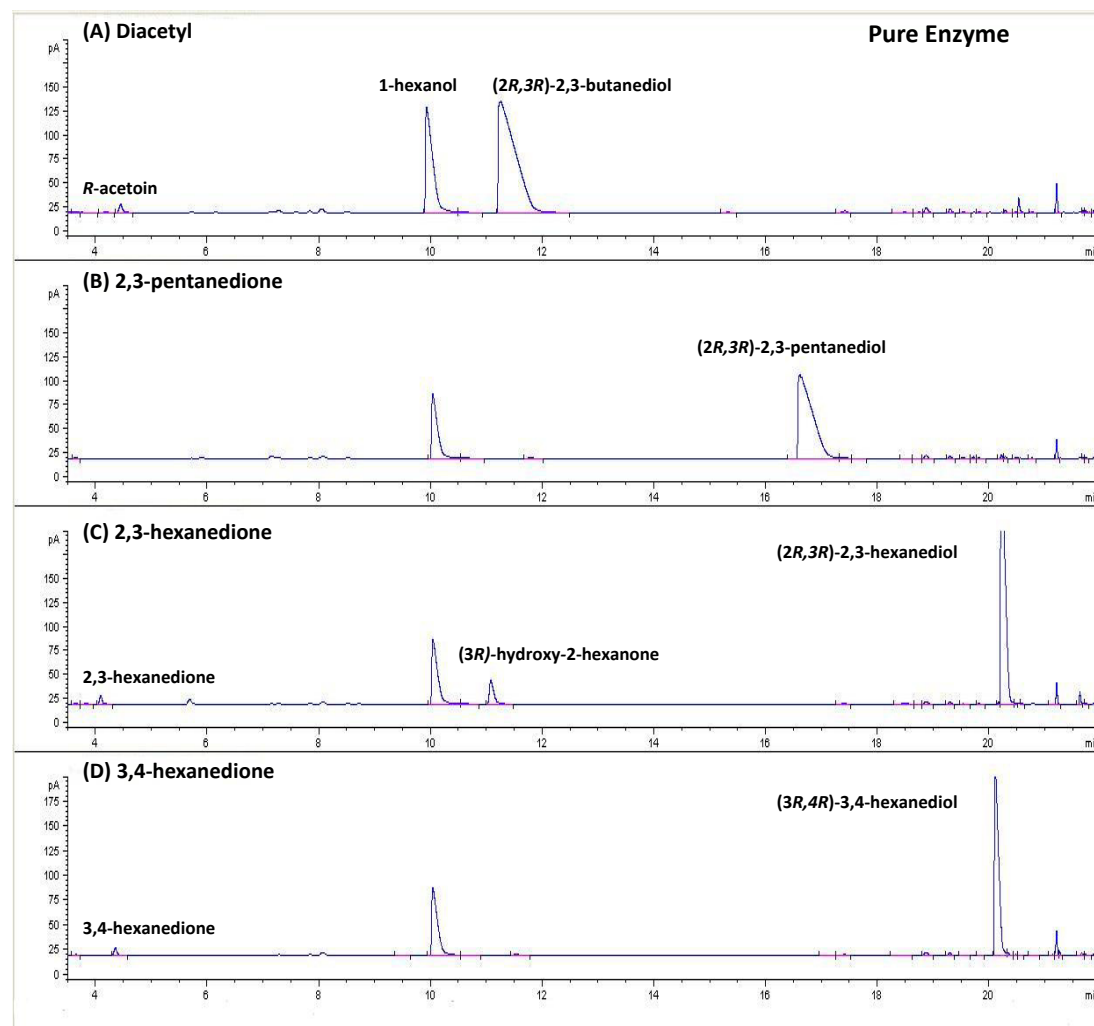 (A) Diacetyl
Pure Enzyme
pA
1-hexanol
(2R,3R)-2,3-butanediol
R-acetoin
150
125
100
75
50
25
0
4 6 8 10 12 14 16 18 20 mi
(B) 2,3-pentanedione
pA
(2R,3R)-2,3-pentanediol
150
125
100
75
50
25
0
4 6 8 10 12 14 16 18 20 mi
(C) 2,3-hexanedione
pA
(2R,3R)-2,3-hexanediol
(3R)-hydroxy-2-hexanone
2,3-hexanedione
150
125
100
75
50
25
0
4 6 8 10 12 14 16 18 20 mi
(D) 3,4-hexanedione
pA
(3R,4R)-3,4-hexanediol
3,4-hexanedione
175
150
125
100
75
50
25
0
4 6 8 10 12 14 16 18 20 mi